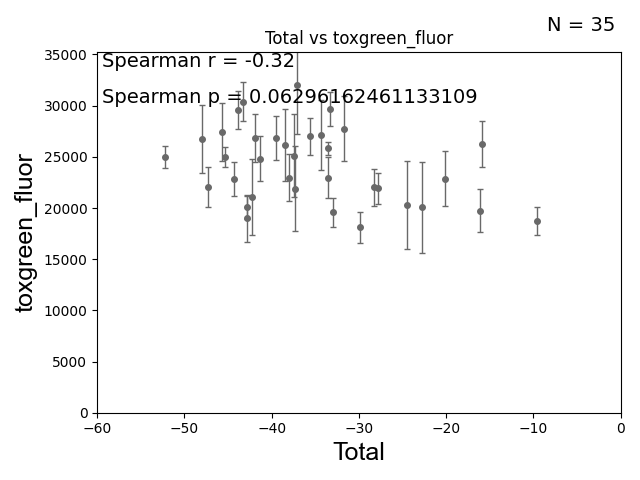 N = 35
Total vs toxgreen_fluor
Spearman r = -0.32
Spearman p = 0.06296162461133109
toxgreen_fluor
35000
30000
25000
20000
15000
10000
5000
0
−60 −50 −40 −30 −20 −10 0
Total